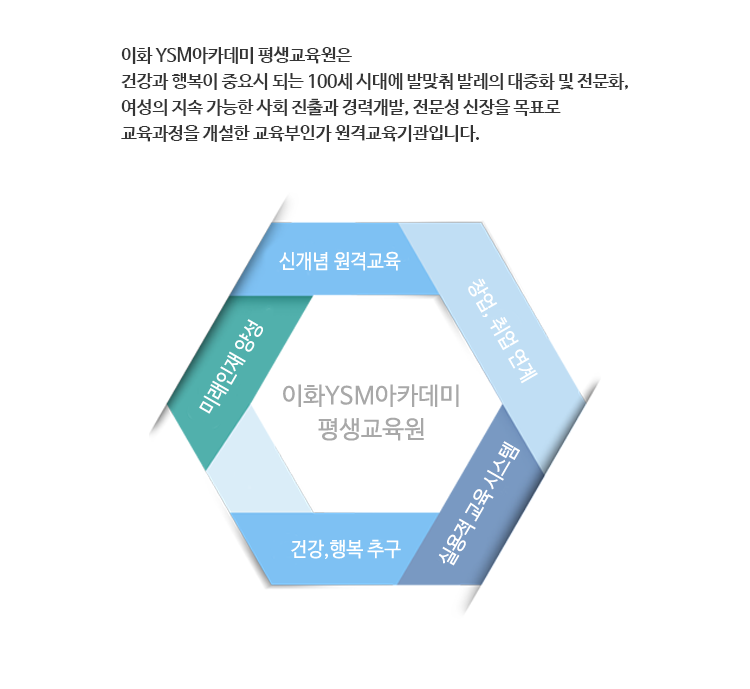 이화 YSM아카데미 평생교육원은
건강과 행복이 중요시 되는 100세 시대에 발맞춰 발레의 대중화 및 전문화,
여성의 지속 가능한 사회 진출과 경력개발, 전문성 신장을 목표로
교육과정을 개설한 교육부인가 원격교육기관입니다.
신개념 원격교육
창업, 취업 연계
미래인재 양성
이화YSM아카데미
평생교육원
실용적 교육 시스템
건강,행복 추구